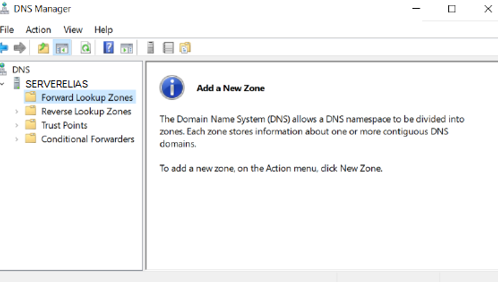 DNS Manager
File Action View Help
DNS
SERVERELIAS
Forward Lookup Zones
Reverse Lookup Zones
Trust Points
Conditional Forwarders
Add a New Zone
The Domain Name System (DNS) allows a DNS namespace to be divided into
zones. Each zone stores information about one or more contiguous DNS
domains.
To add a new zone, on the Action menu, click New Zone.